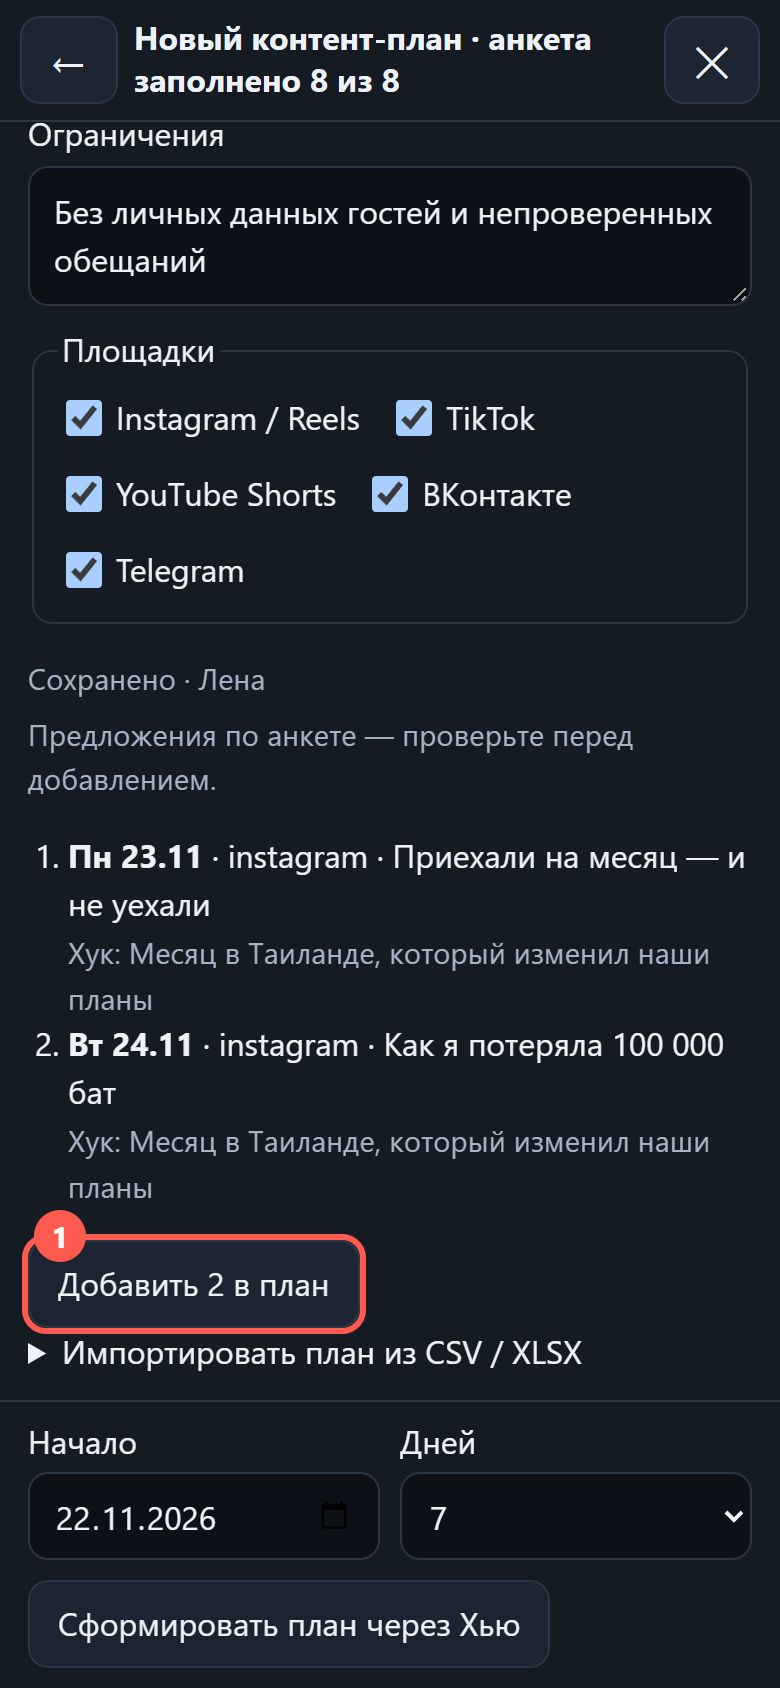 ←
Новый контент-план · анкета
заполнено 8 из 8
Ограничения
Без личных данных гостей и непроверенных
обещаний
Площадки
Instagram / Reels
TikTok
YouTube Shorts
ВКонтакте
Telegram
Сохранено · Лена
Предложения по анкете — проверьте перед
добавлением.
1. Пн 23.11 · instagram · Приехали на месяц — и
не уехали
Хук: Месяц в Таиланде, который изменил наши
планы
2. Вт 24.11 · instagram · Как я потеряла 100 000
бат
Хук: Месяц в Таиланде, который изменил наши
планы
1
Добавить 2 в план
Импортировать план из CSV / XLSX
Начало
Дней
22.11.2026
7
Сформировать план через Хью